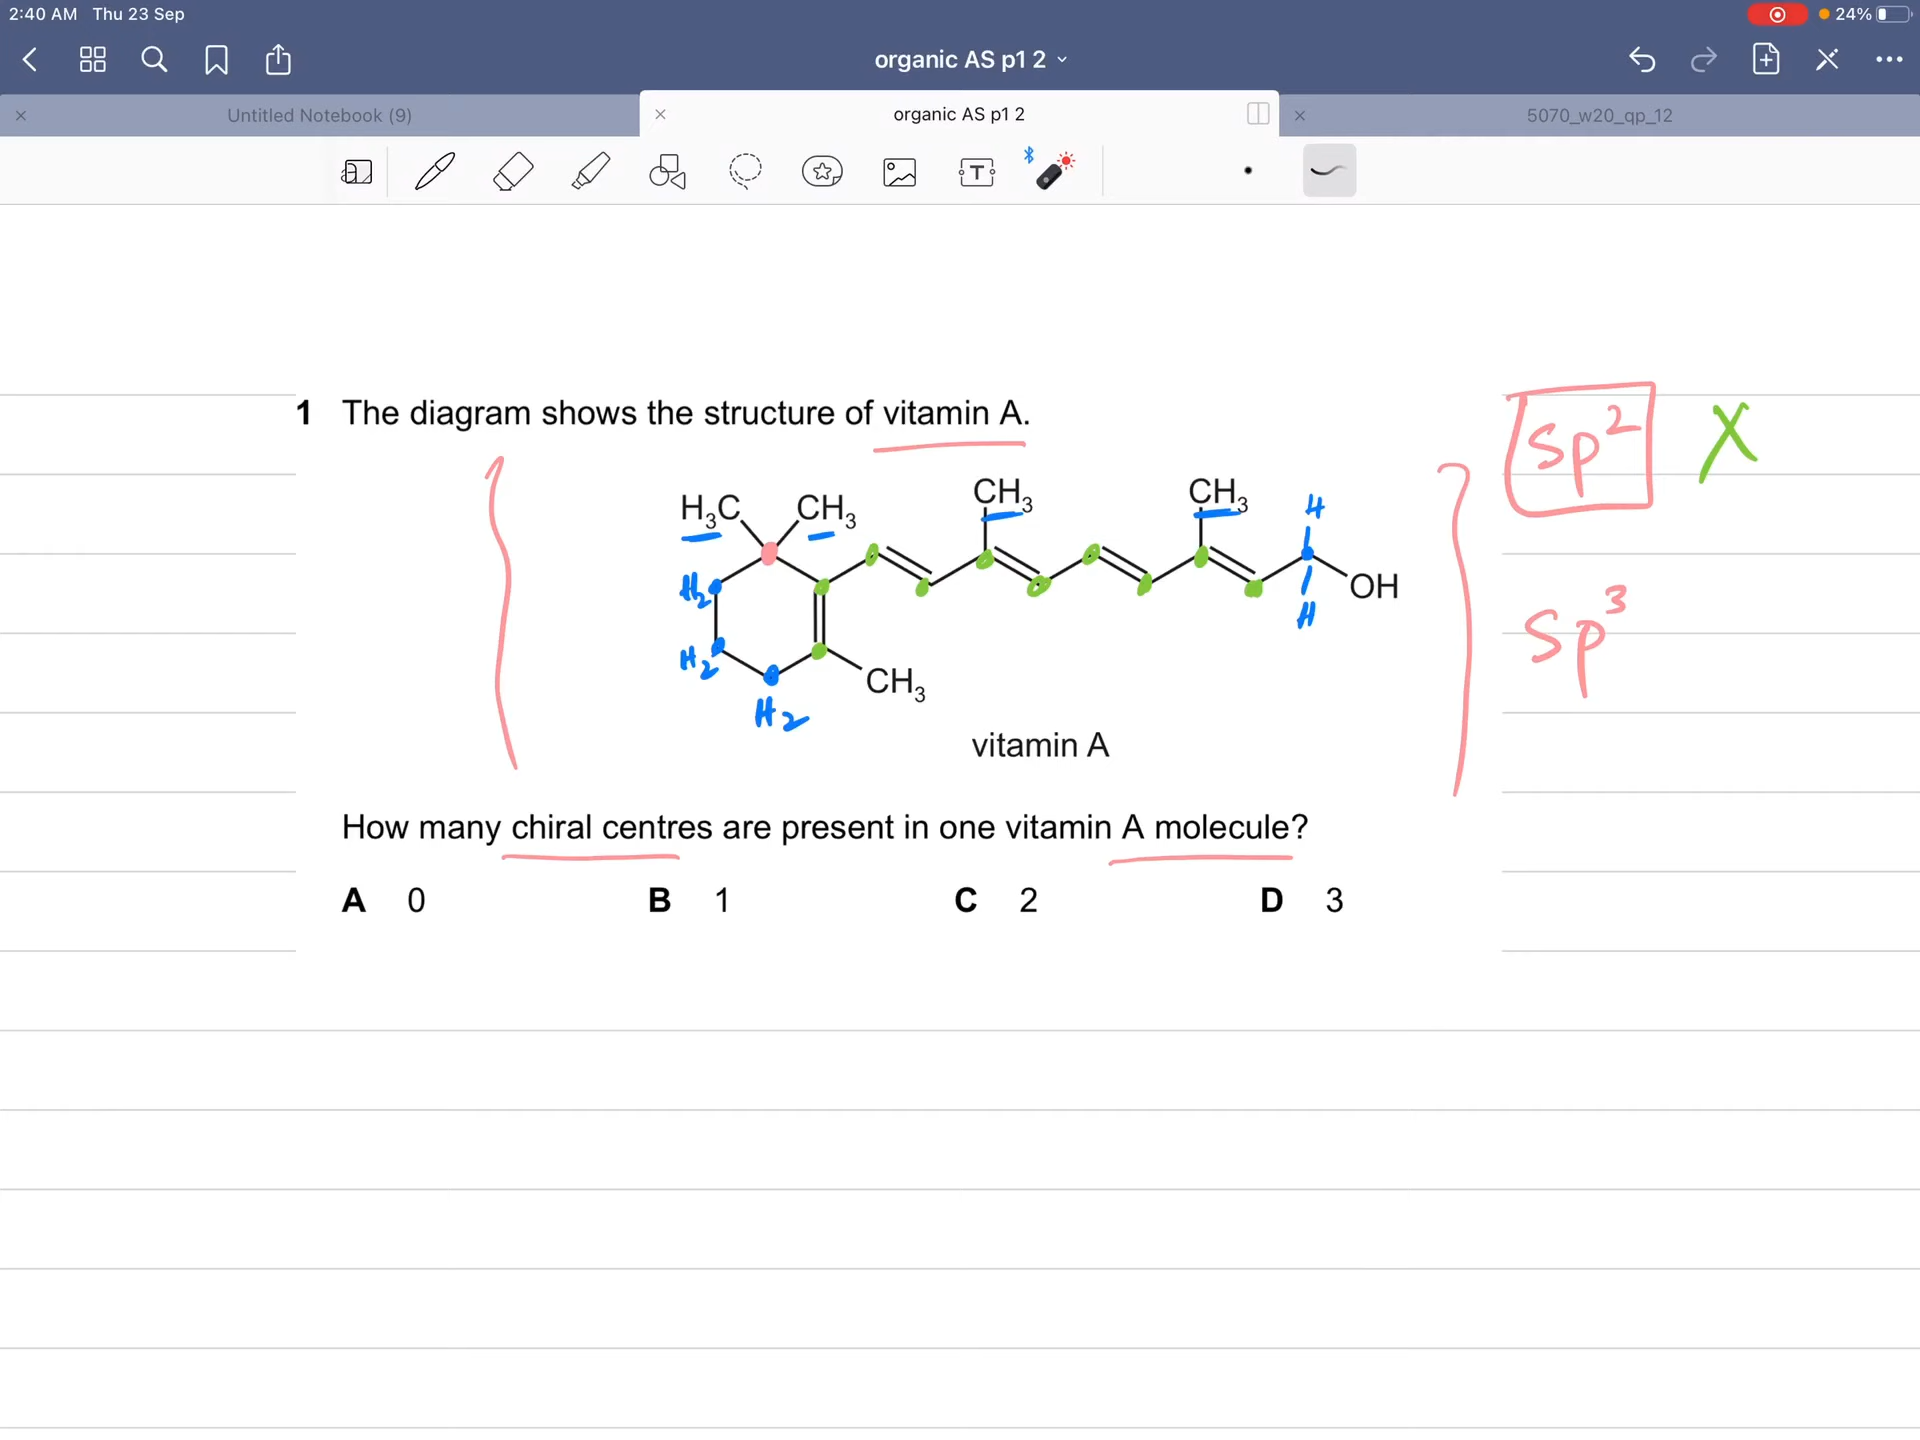 2:40 AM Thu 23 Sep
24%
organic AS p1 2
Untitled Notebook (9)
organic AS p1 2
5070_w20_qp_12
1 The diagram shows the structure of vitamin A.
sp²
X
CH₃
CH₃
H
H₃C
CH₃
H₂
OH
H
sp³
H₂
CH₃
H₂
vitamin A
How many chiral centres are present in one vitamin A molecule?
A 0 B 1 C 2 D 3